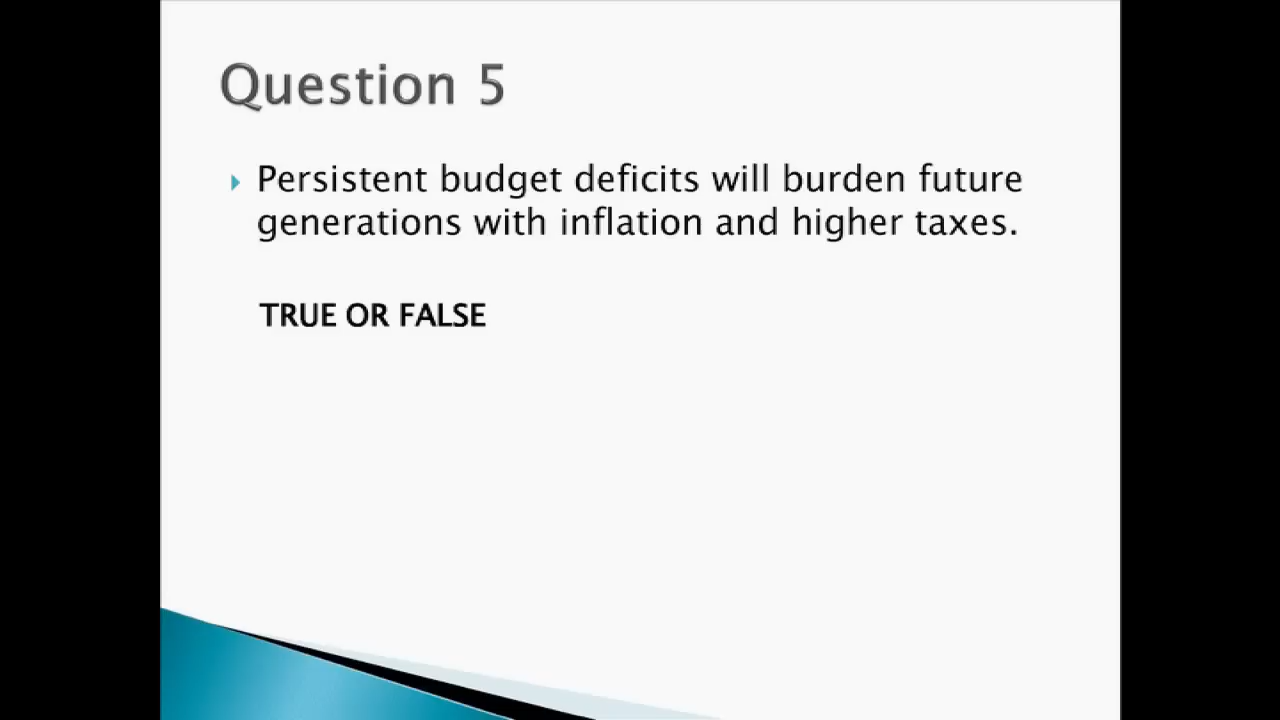 Question 5
Persistent budget deficits will burden future
generations with inflation and higher taxes.
TRUE OR FALSE